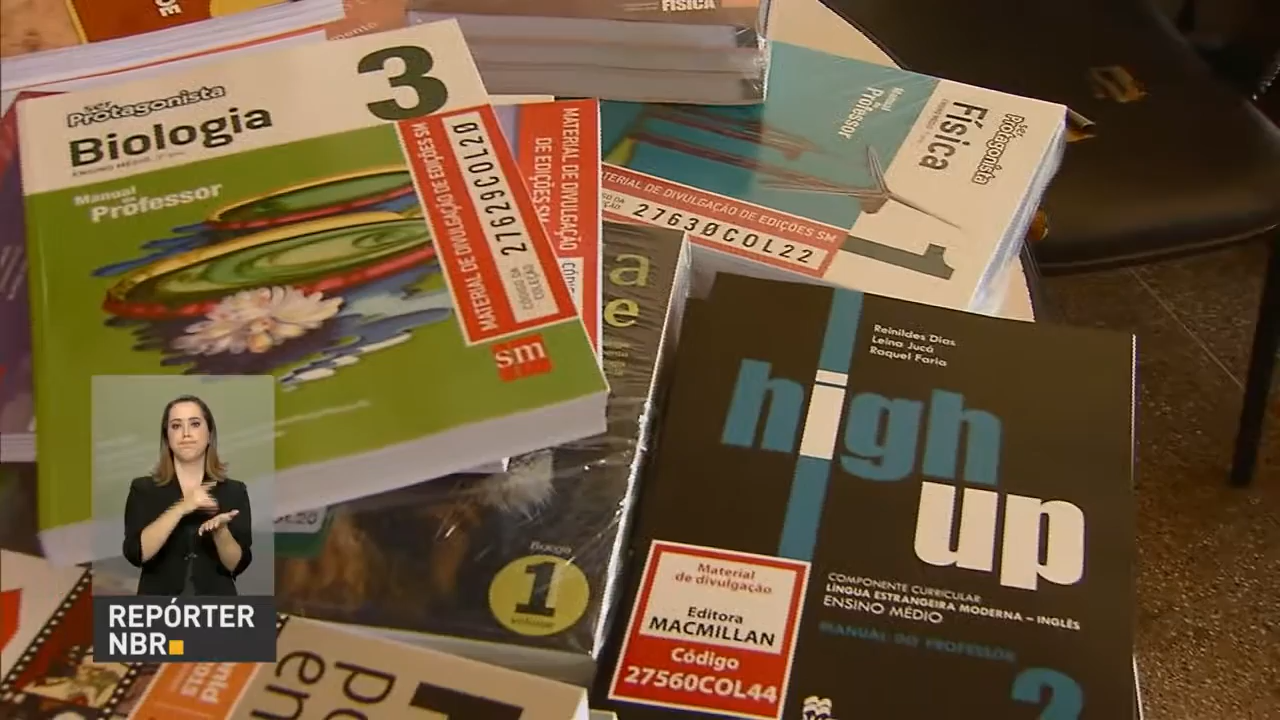 FÍSICA
ser
Protagonista
Biologia
3
ENSINO MÉDIO
Manual do
Professor
MATERIAL DE DIVULGAÇÃO DE EDIÇÕES SM
CÓDIGO DA
COLEÇÃO
27629COL20
sm
MATERIAL DE DIVULGAÇÃO
DE EDIÇÕES SM
ser
Protagonista
Física
Manual do
Professor
MATERIAL DE DIVULGAÇÃO DE EDIÇÕES SM
27630COL22
1
a
e
1
volume
Reinildes Dias
Leina Jucá
Raquel Faria
high
up
COMPONENTE CURRICULAR
LÍNGUA ESTRANGEIRA MODERNA – INGLÊS
ENSINO MÉDIO
MANUAL DO PROFESSOR
2
Material
de divulgação
Editora
MACMILLAN
Código
27560COL44
REPÓRTER
NBR